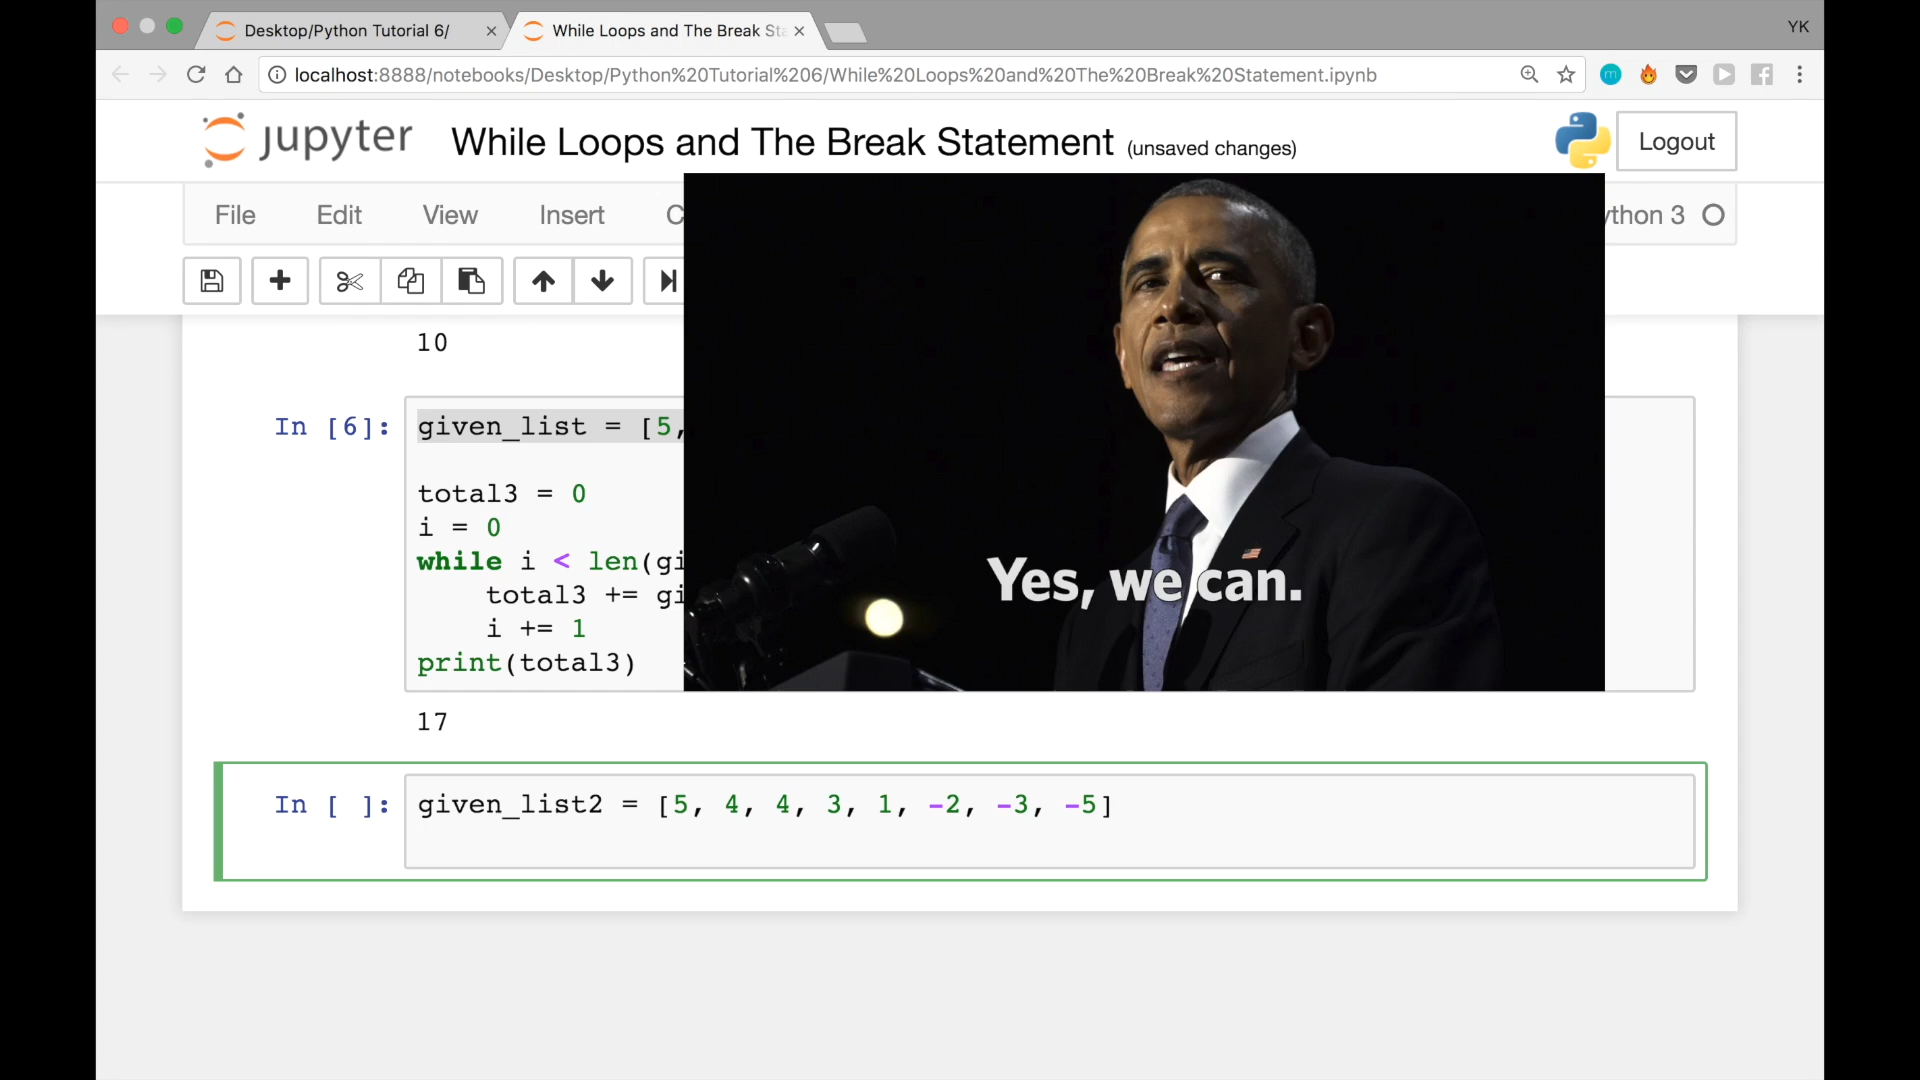 Desktop/Python Tutorial 6/
While Loops and The Break Sta
YK
localhost:8888/notebooks/Desktop/Python%20Tutorial%206/While%20Loops%20and%20The%20Break%20Statement.ipynb
jupyter While Loops and The Break Statement (unsaved changes)
Logout
File Edit View Insert C
ython 3
10
In [6]: given_list = [5,
total3 = 0
i = 0
while i < len(gi
total3 += gi
i += 1
print(total3)
Yes, we can.
17
In [ ]: given_list2 = [5, 4, 4, 3, 1, -2, -3, -5]